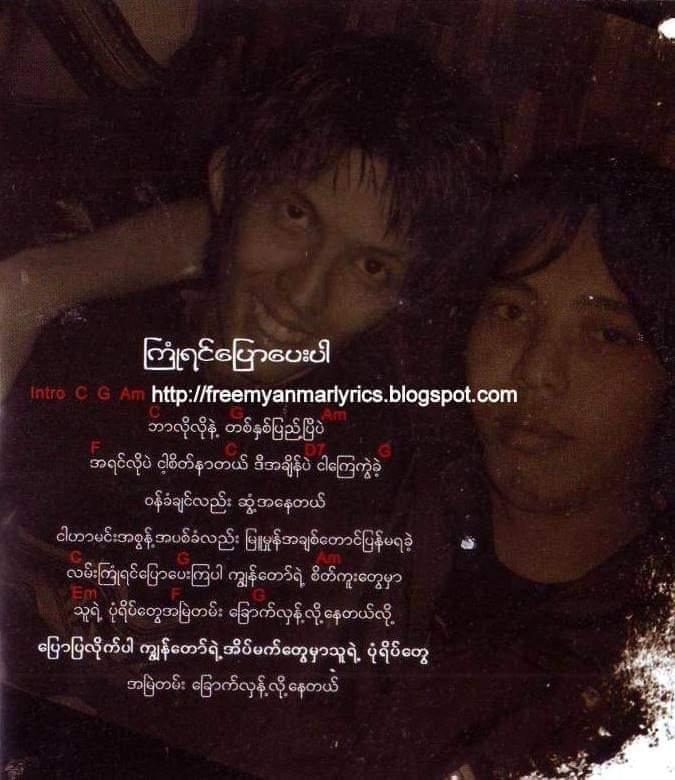 ကြုံရင်ပြောပေးပါ
Intro C G Am http://freemyanmarlyrics.blogspot.com
C G Am
ဘာလိုလိုနဲ့ တစ်နှစ်ပြည့်ပြီပဲ
F C D7 G
အရင်လိုပဲ ငါ့စိတ်နာတယ် ဒီအချိန်ပဲ ငါကြေကွဲခဲ့
ဝန်ခံချင်လည်း ဆွံ့အနေတယ်
ငါဟာမင်းအစွန့်အပစ်ခံလည်း မြူမှုန်အချစ်တောင်ပြန်မရခဲ့
C G Am
လမ်းကြုံရင်ပြောပေးကြပါ ကျွန်တော်ရဲ့ စိတ်ကူးတွေမှာ
Em F G
သူရဲ့ ပုံရိပ်တွေအမြဲတမ်း ခြောက်လှန့်လို့နေတယ်လို့
ပြောပြလိုက်ပါ ကျွန်တော်ရဲ့အိပ်မက်တွေမှာသူရဲ့ ပုံရိပ်တွေ
အမြဲတမ်း ခြောက်လှန့်လို့နေတယ်